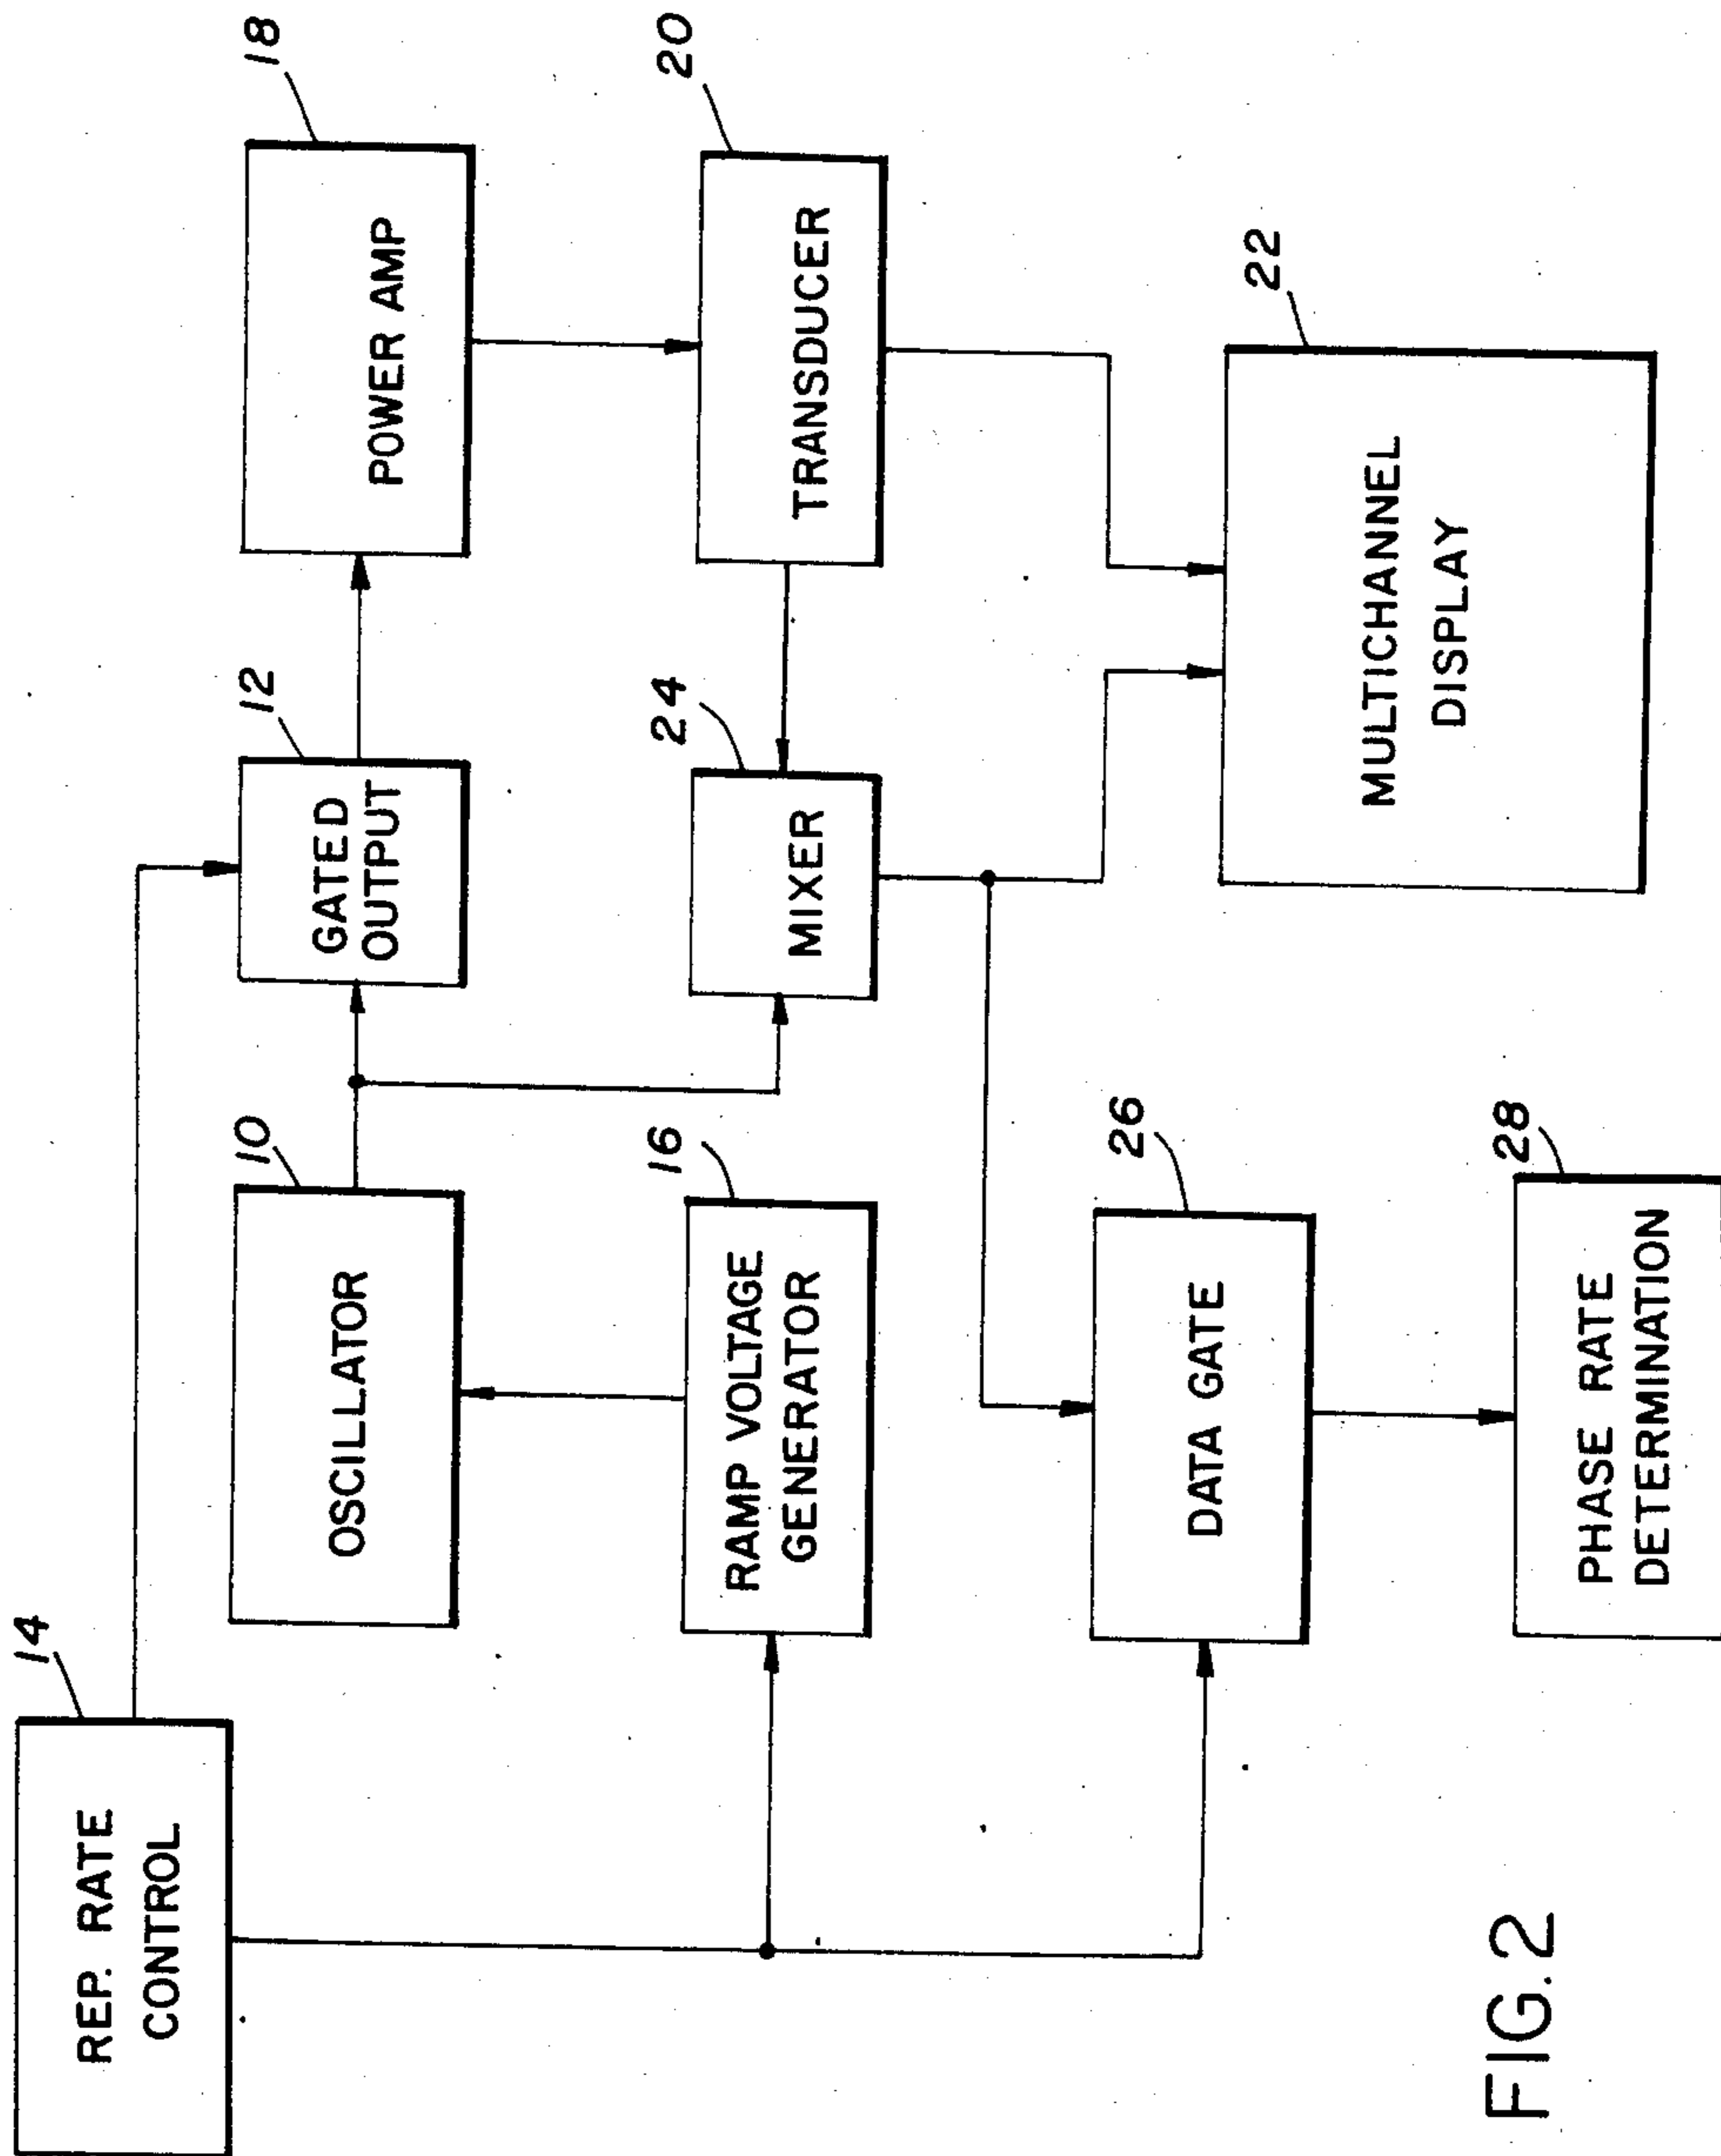 14
REP. RATE
CONTROL
10
OSCILLATOR
12
GATED
OUTPUT
18
POWER AMP
16
RAMP VOLTAGE
GENERATOR
24
MIXER
20
TRANSDUCER
26
DATA GATE
22
MULTICHANNEL
DISPLAY
28
PHASE RATE
DETERMINATION
FIG. 2